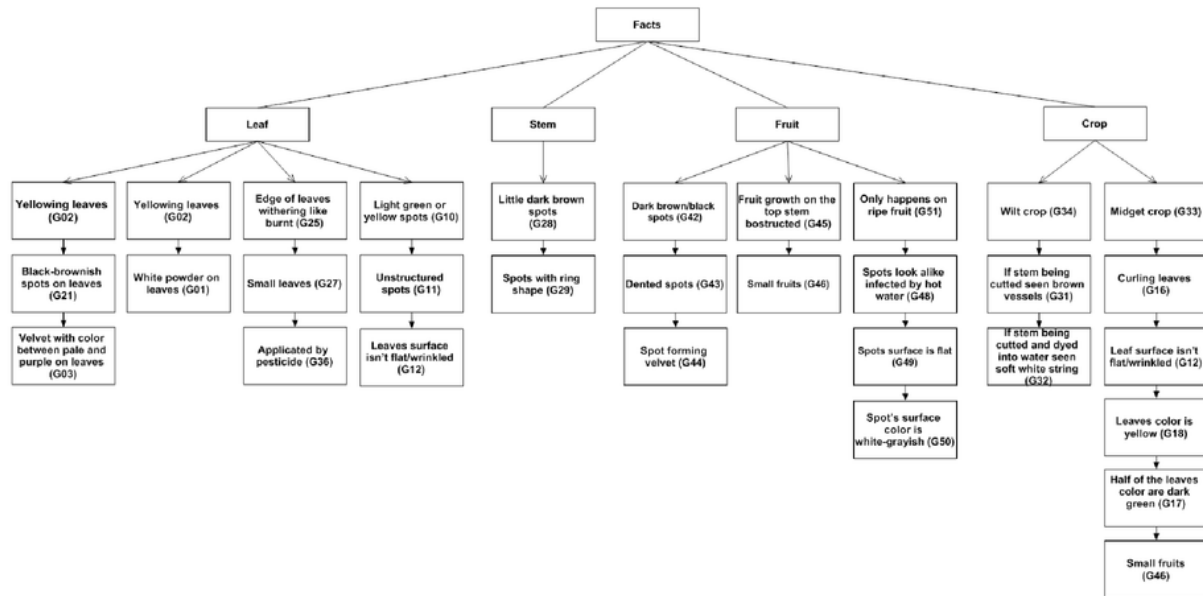 Facts
Leaf
Stem
Fruit
Crop
Yellowing leaves
(G02)
Yellowing leaves
(G02)
Edge of leaves
withering like
burnt (G25)
Light green or
yellow spots (G10)
Little dark brown
spots
(G28)
Dark brown/black
spots (G42)
Fruit growth on the
top stem
bostructed (G45)
Only happens on
ripe fruit (G51)
Wilt crop (G34)
Midget crop (G33)
Black-brownish
spots on leaves
(G21)
White powder on
leaves (G01)
Small leaves (G27)
Unstructured
spots (G11)
Spots with ring
shape (G29)
Dented spots (G43)
Small fruits (G46)
Spots look alike
infected by hot
water (G48)
If stem being
cutted seen brown
vessels (G31)
Curling leaves
(G16)
Velvet with color
between pale and
purple on leaves
(G03)
Applicated by
pesticide (G36)
Leaves surface
isn't flat/wrinkled
(G12)
Spot forming
velvet (G44)
Spots surface is flat
(G49)
If stem being
cutted and dyed
into water seen
soft white string
(G32)
Leaf surface isn't
flat/wrinkled (G12)
Spot's surface
color is
white-grayish (G50)
Leaves color is
yellow (G18)
Half of the leaves
color are dark
green (G17)
Small fruits
(G46)